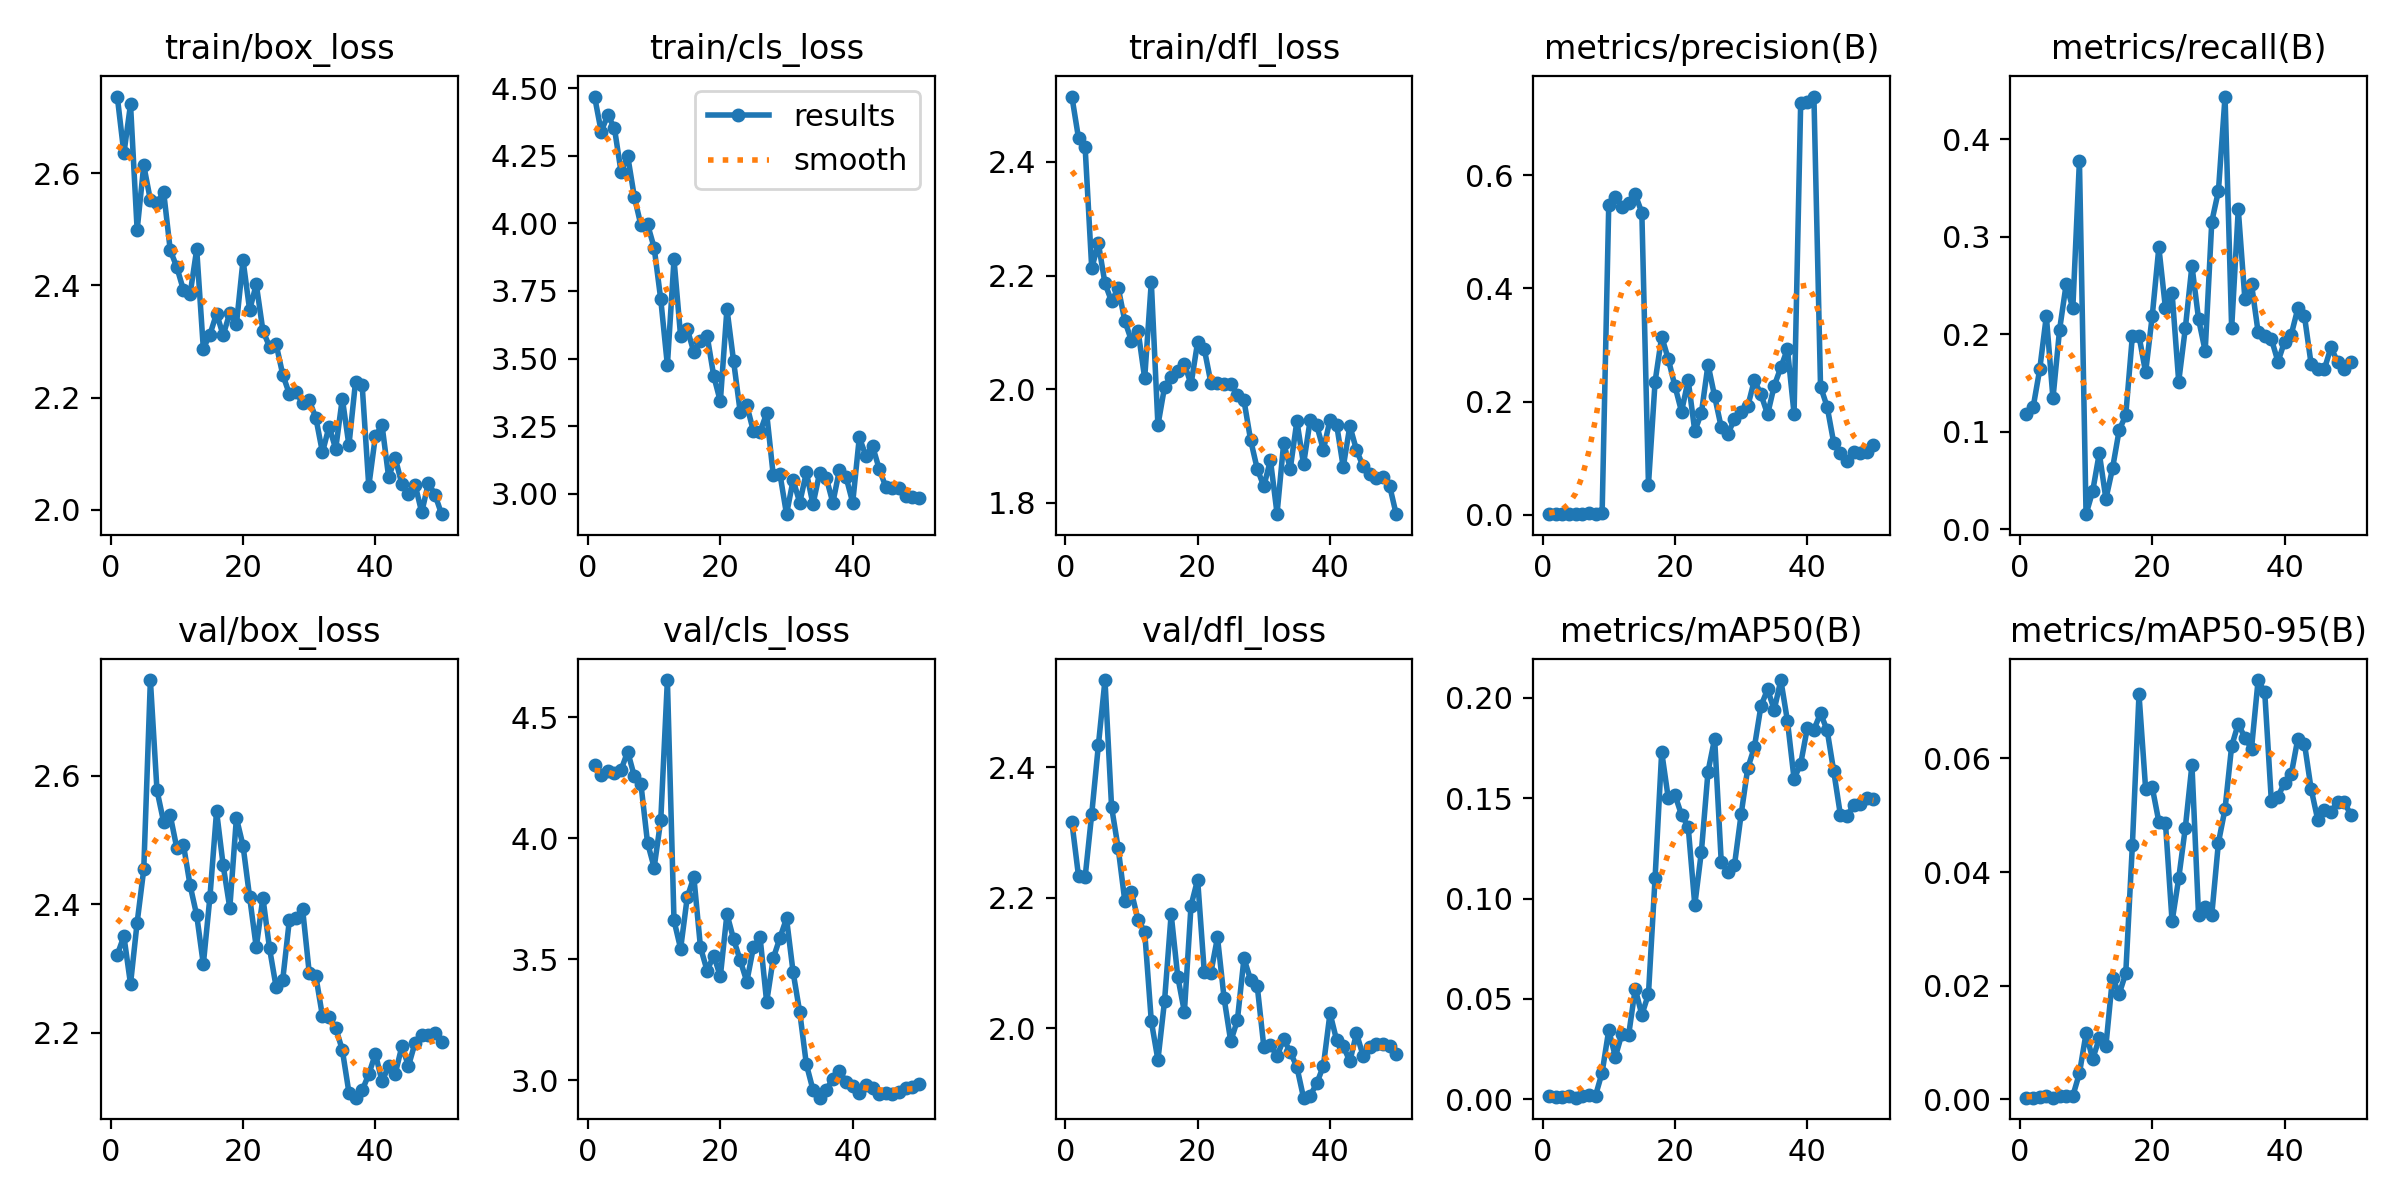 train/box_loss
train/cls_loss
train/dfl_loss
metrics/precision(B)
metrics/recall(B)
2.6
2.4
2.2
2.0
0 20 40
4.50
4.25
4.00
3.75
3.50
3.25
3.00
0 20 40
results
smooth
2.4
2.2
2.0
1.8
0 20 40
0.6
0.4
0.2
0.0
0 20 40
0.4
0.3
0.2
0.1
0.0
0 20 40
val/box_loss
val/cls_loss
val/dfl_loss
metrics/mAP50(B)
metrics/mAP50-95(B)
2.6
2.4
2.2
0 20 40
4.5
4.0
3.5
3.0
0 20 40
2.4
2.2
2.0
0 20 40
0.20
0.15
0.10
0.05
0.00
0 20 40
0.06
0.04
0.02
0.00
0 20 40